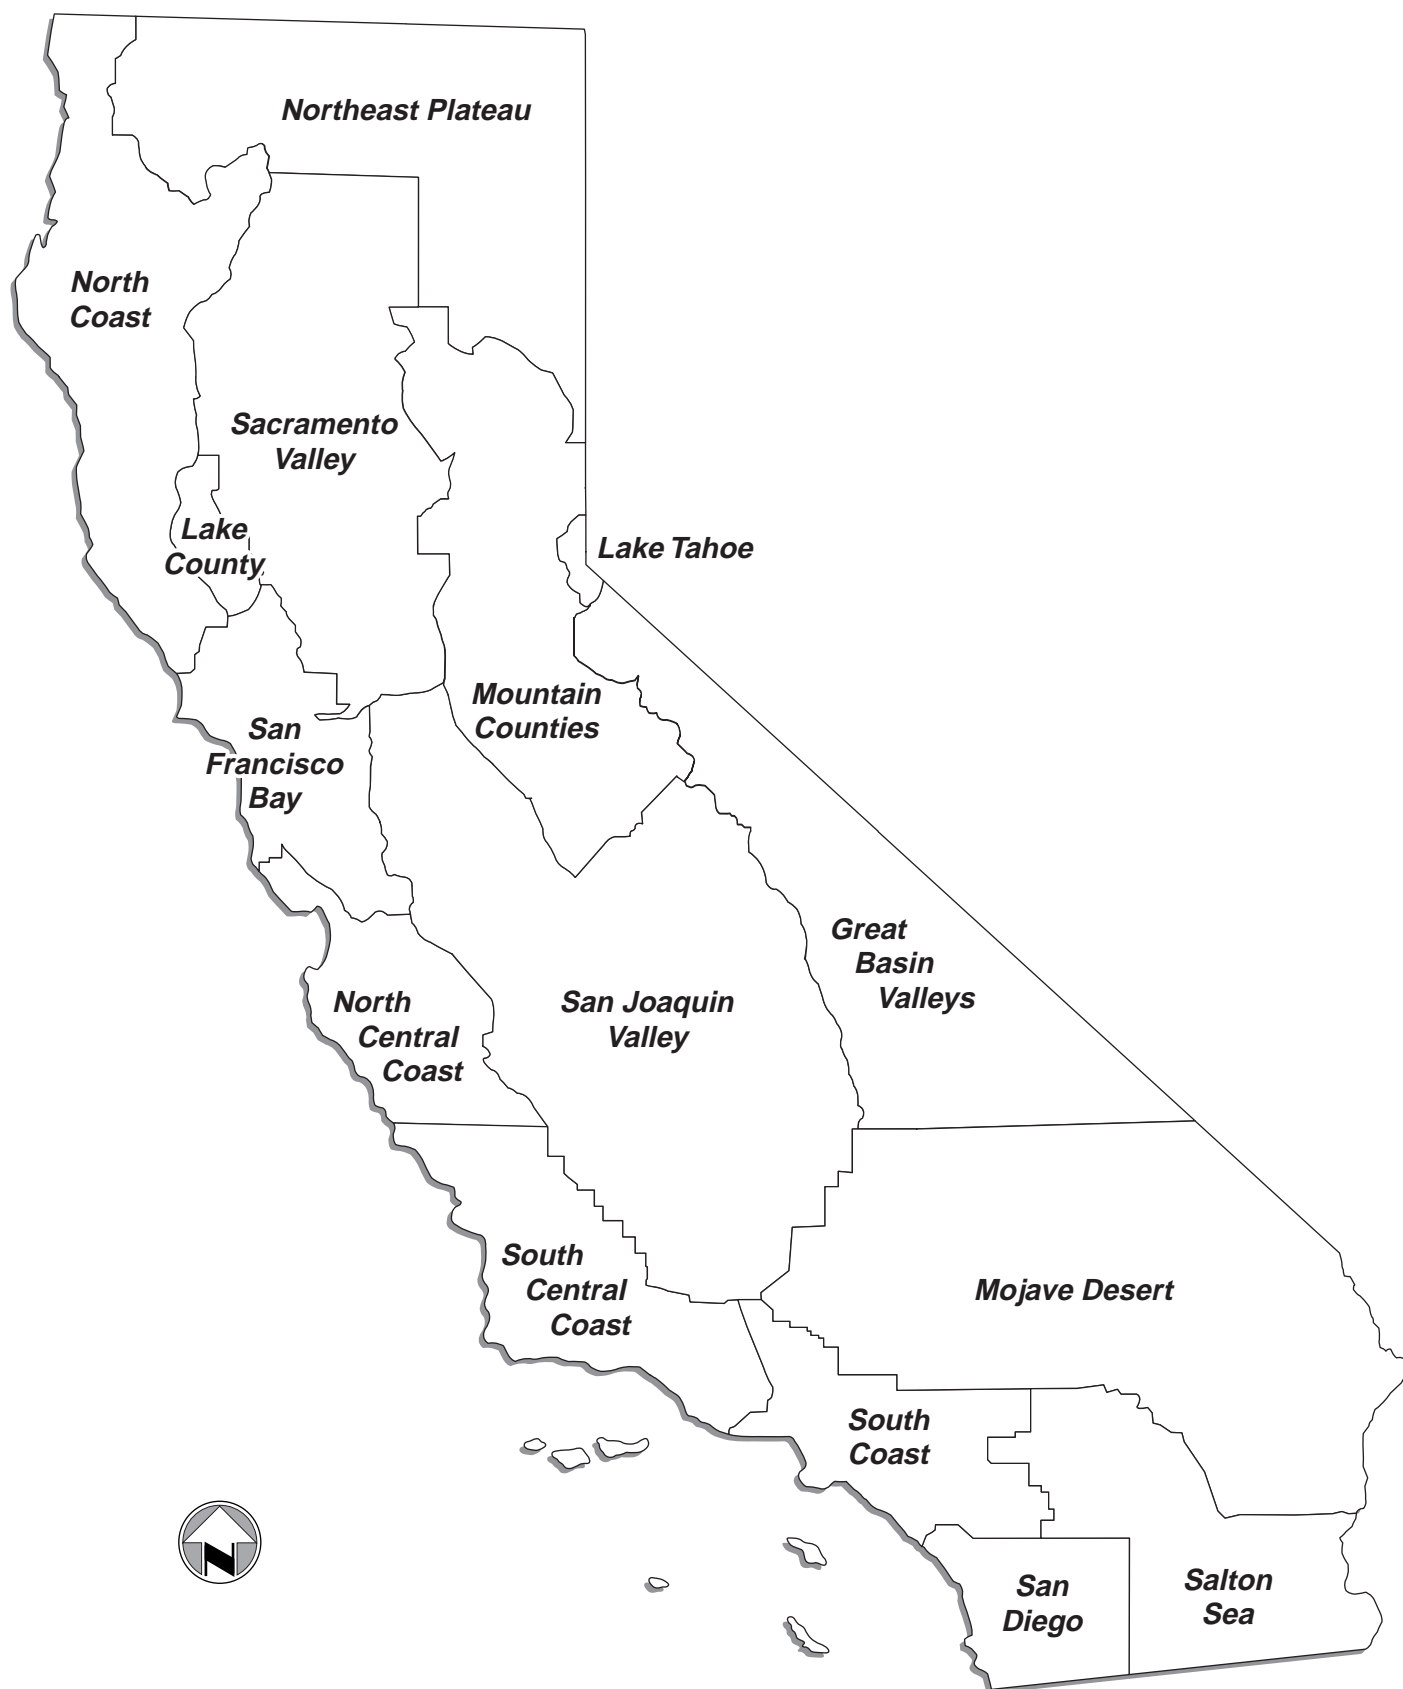 Northeast Plateau
North
Coast
Sacramento
Valley
Lake
County
Lake Tahoe
Mountain
Counties
San
Francisco
Bay
Great
Basin
Valleys
North
Central
Coast
San Joaquin
Valley
South
Central
Coast
Mojave Desert
South
Coast
San
Diego
Salton
Sea
N